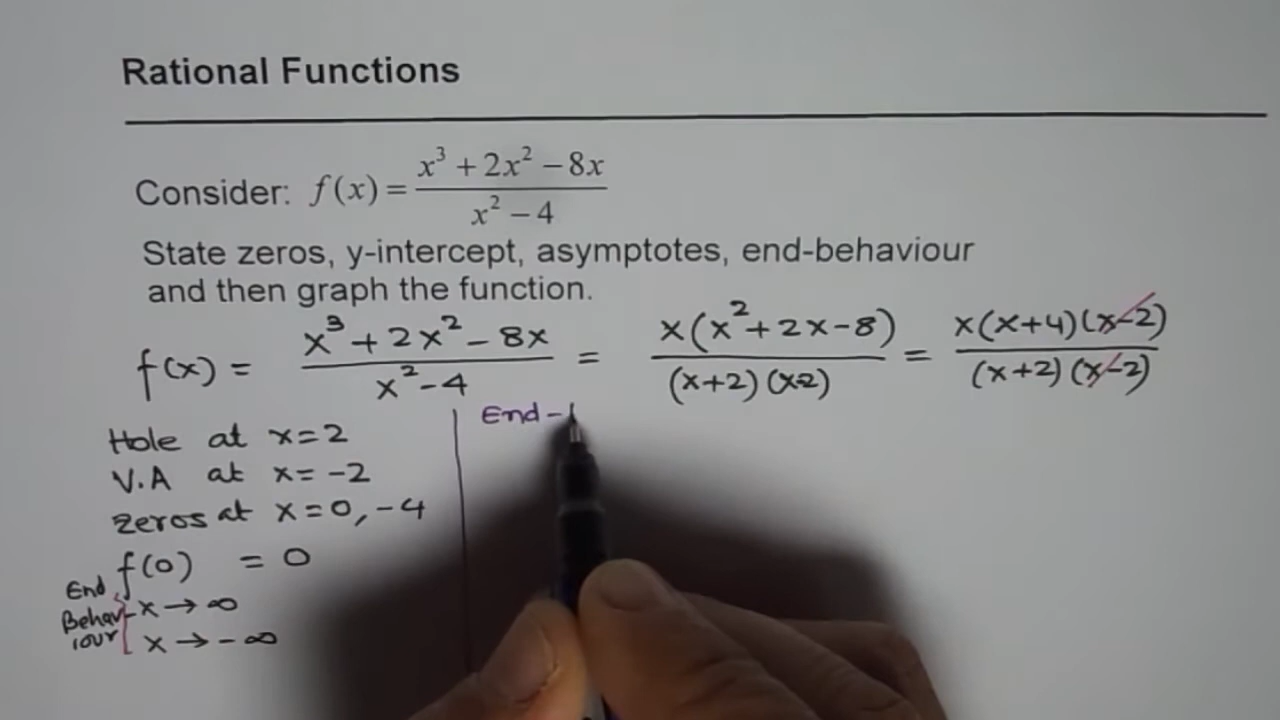 Rational Functions
Consider: f(x) = (x³ + 2x² − 8x)/(x² − 4)
State zeros, y-intercept, asymptotes, end-behaviour
and then graph the function.
f(x) = (x³ + 2x² − 8x)/(x² − 4) = x(x² + 2x − 8)/((x+2)(x-2)) = x(x+4)(x−2)/((x+2)(x−2))
Hole at x = 2
V.A at x = −2
Zeros at x = 0, −4
f(0) = 0
End Behaviour
x → ∞
x → − ∞
End -